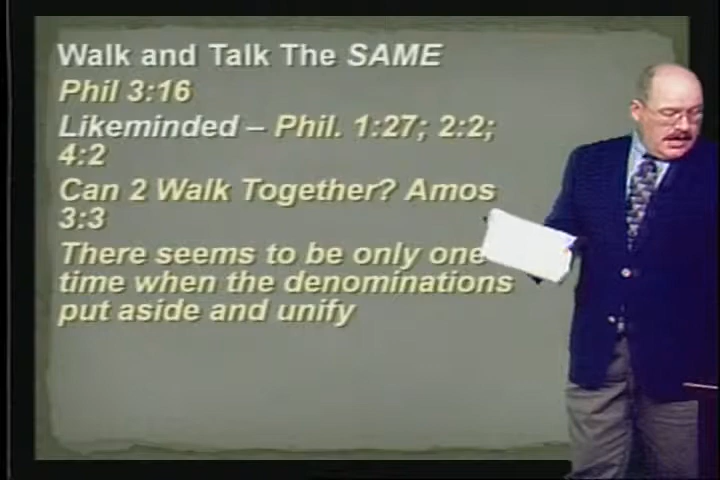 Walk and Talk The SAME
Phil 3:16
Likeminded – Phil. 1:27; 2:2;
4:2
Can 2 Walk Together? Amos
3:3
There seems to be only one
time when the denominations
put aside and unify